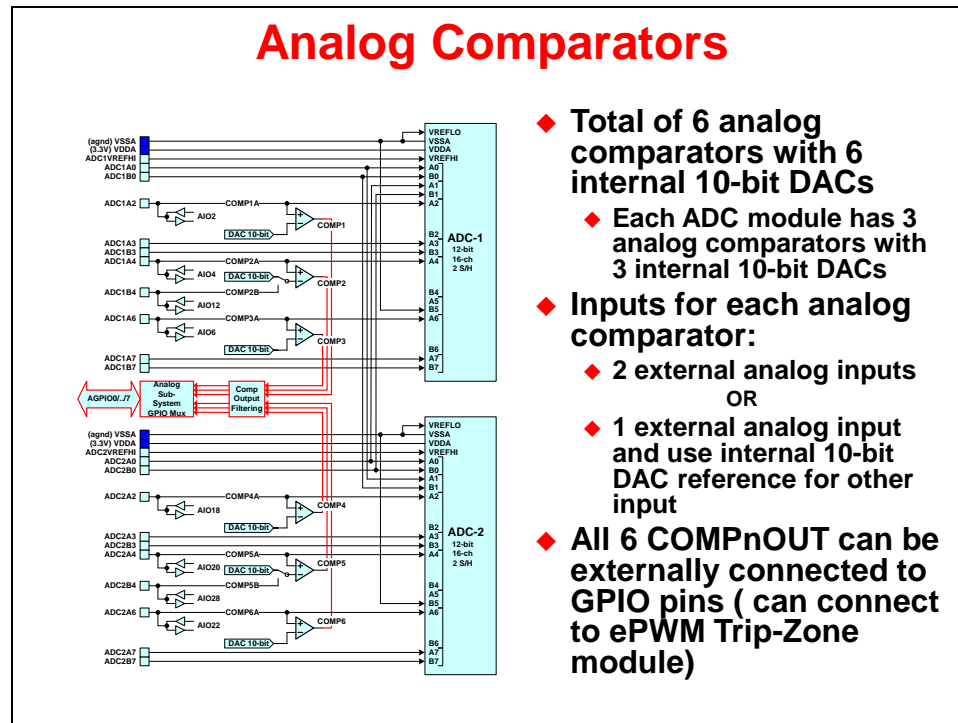 Analog Comparators
(agnd) VSSA
(3.3V) VDDA
ADC1VREFHI
ADC1A0
ADC1B0
ADC1A2
COMP1A
AIO2
DAC 10-bit
COMP1
ADC1A3
ADC1B3
ADC1A4
COMP2A
AIO4
DAC 10-bit
COMP2
ADC1B4
COMP2B
AIO12
ADC1A6
COMP3A
AIO6
DAC 10-bit
COMP3
ADC1A7
ADC1B7
VREFLO
VSSA
VDDA
VREFHI
A0
B0
A1
B1
A2
B2
A3
B3
A4
B4
A5
B5
A6
B6
A7
B7
ADC-1
12-bit
16-ch
2 S/H
AGPIO0/../7
Analog
Sub-
System
GPIO Mux
Comp
Output
Filtering
(agnd) VSSA
(3.3V) VDDA
ADC2VREFHI
ADC2A0
ADC2B0
ADC2A2
COMP4A
AIO18
DAC 10-bit
COMP4
ADC2A3
ADC2B3
ADC2A4
COMP5A
AIO20
DAC 10-bit
COMP5
ADC2B4
COMP5B
AIO28
ADC2A6
COMP6A
AIO22
DAC 10-bit
COMP6
ADC2A7
ADC2B7
VREFLO
VSSA
VDDA
VREFHI
A0
B0
A1
B1
A2
B2
A3
B3
A4
B4
A5
B5
A6
B6
A7
B7
ADC-2
12-bit
16-ch
2 S/H
Total of 6 analog
comparators with 6
internal 10-bit DACs
Each ADC module has 3
analog comparators with
3 internal 10-bit DACs
Inputs for each analog
comparator:
2 external analog inputs
OR
1 external analog input
and use internal 10-bit
DAC reference for other
input
All 6 COMPnOUT can be
externally connected to
GPIO pins ( can connect
to ePWM Trip-Zone
module)